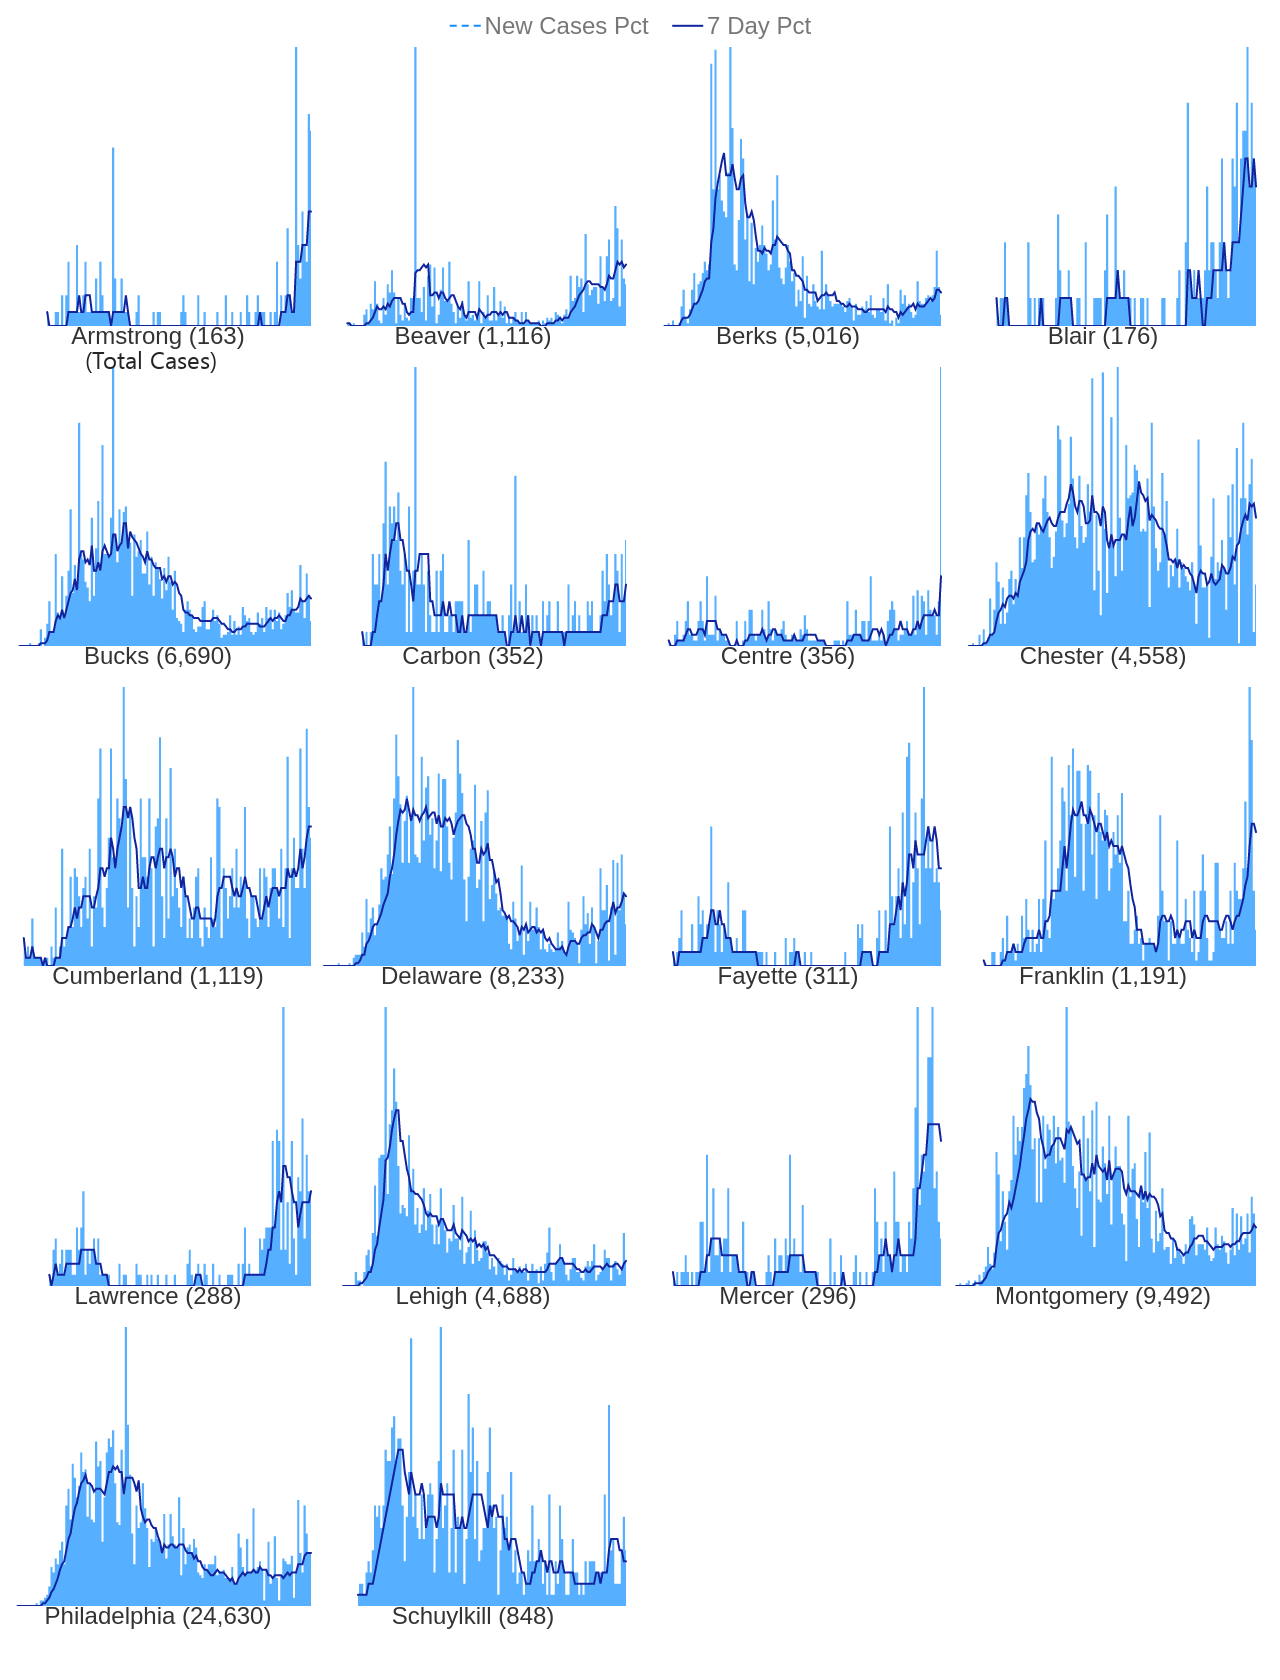 New Cases Pct 7 Day Pct
Armstrong (163) Beaver (1,116) Berks (5,016) Blair (176)
(Total Cases)
Bucks (6,690) Carbon (352) Centre (356) Chester (4,558)
Cumberland (1,119) Delaware (8,233) Fayette (311) Franklin (1,191)
Lawrence (288) Lehigh (4,688) Mercer (296) Montgomery (9,492)
Philadelphia (24,630) Schuylkill (848)